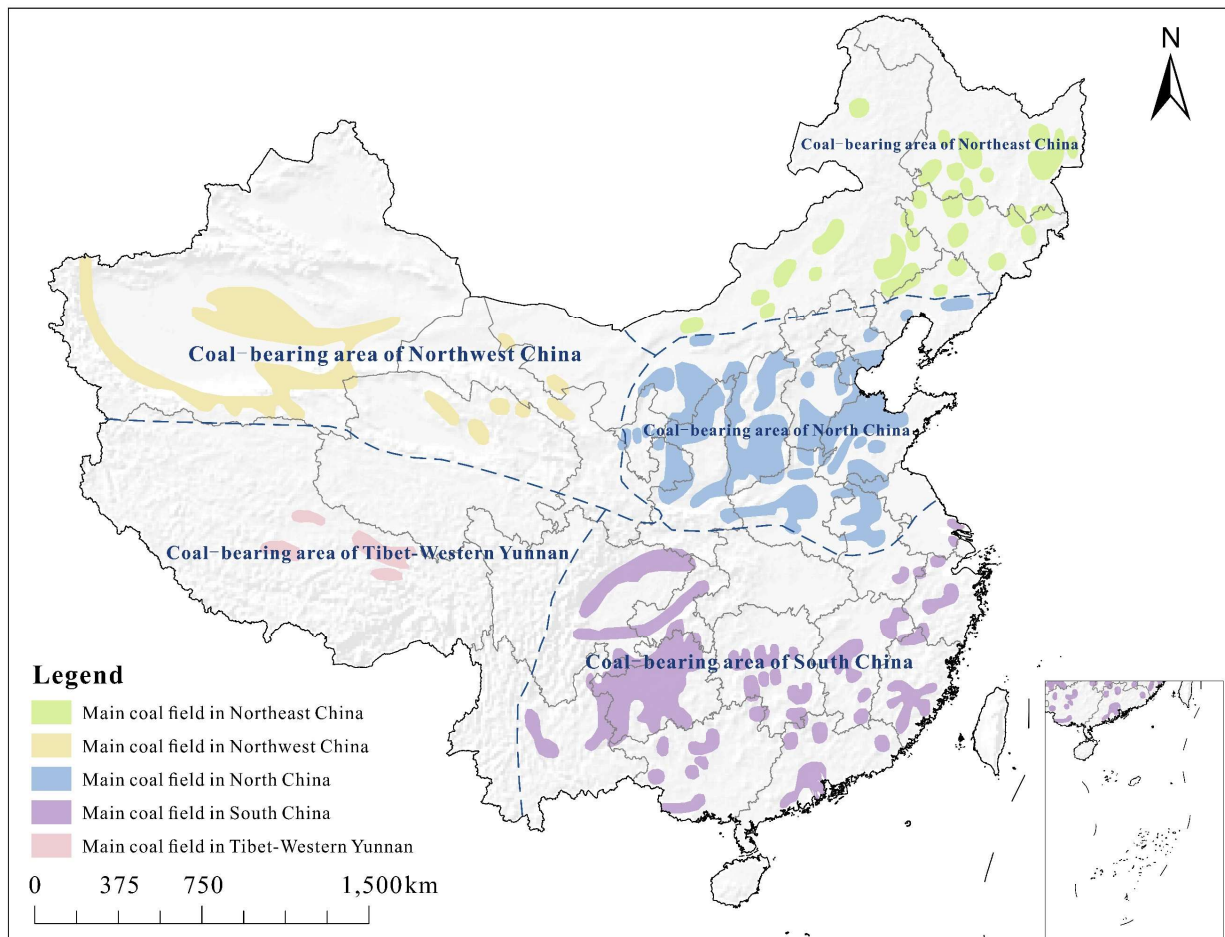 N
Coal-bearing area of Northeast China
Coal-bearing area of Northwest China
Coal-bearing area of North China
Coal-bearing area of Tibet-Western Yunnan
Coal-bearing area of South China
Legend
Main coal field in Northeast China
Main coal field in Northwest China
Main coal field in North China
Main coal field in South China
Main coal field in Tibet-Western Yunnan
0 375 750 1,500km